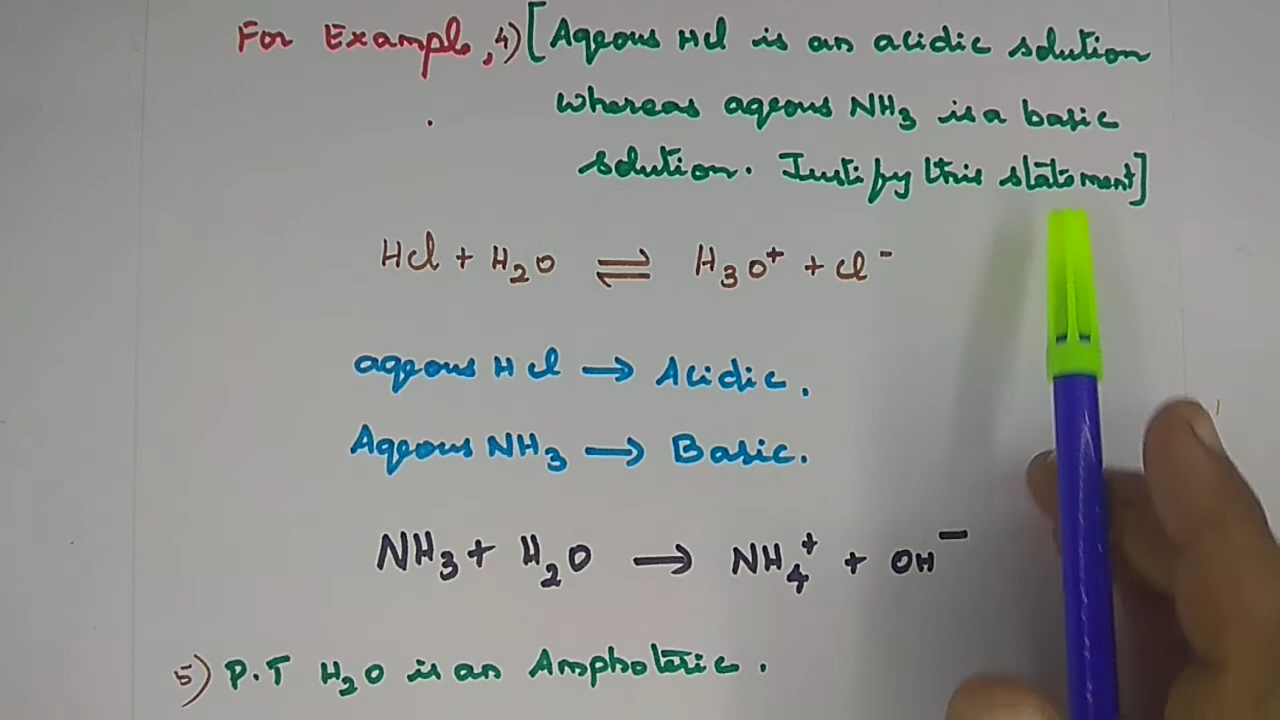 For Example, 4) [Aqeous HCl is an acidic solution
whereas aqeous NH3 is a basic
solution. Justify this statement]
HCl + H2O ⇌ H3O+ + Cl-
aqeous HCl → Acidic.
Aqeous NH3 → Basic.
NH3 + H2O → NH4+ + OH-
5) P.T H2O is an Amphoteric.